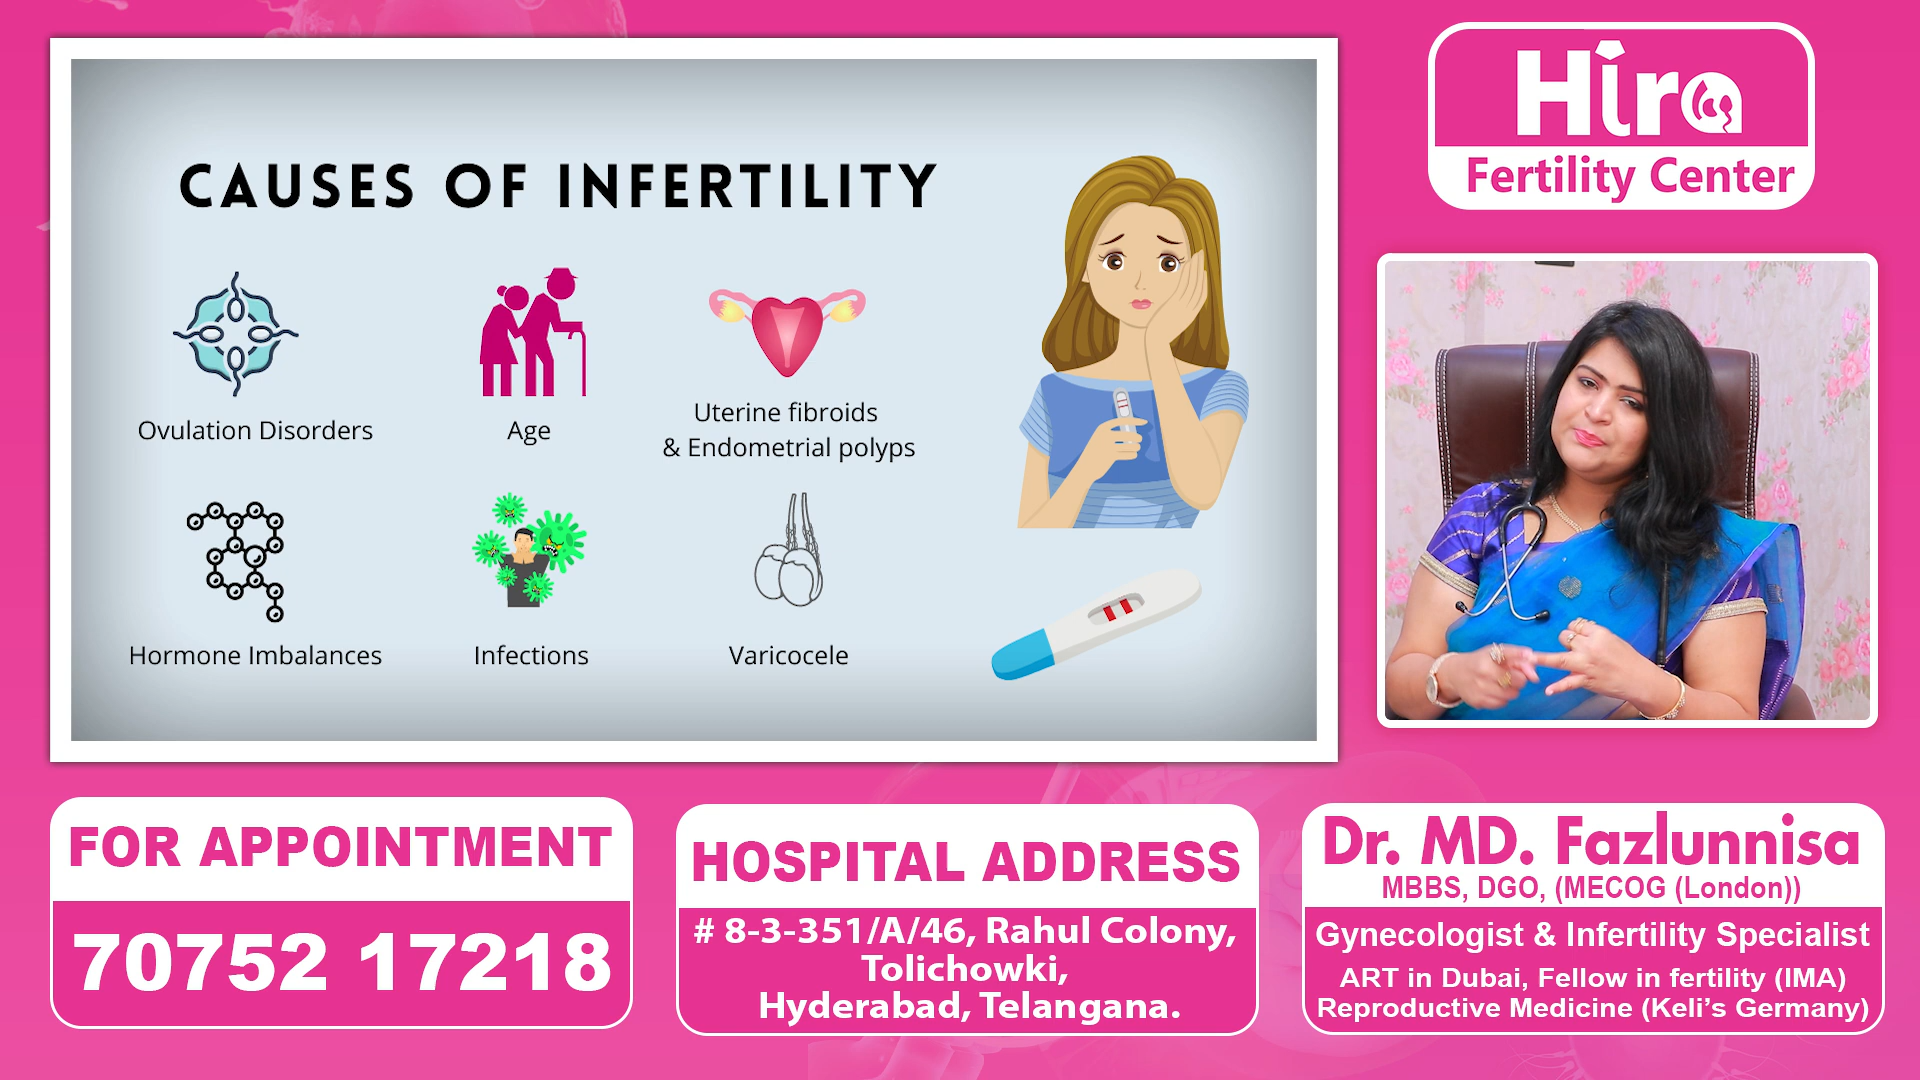 CAUSES OF INFERTILITY
Ovulation Disorders
Age
Uterine fibroids
& Endometrial polyps
Hormone Imbalances
Infections
Varicocele
Hira
Fertility Center
FOR APPOINTMENT
70752 17218
HOSPITAL ADDRESS
# 8-3-351/A/46, Rahul Colony,
Tolichowki,
Hyderabad, Telangana.
Dr. MD. Fazlunnisa
MBBS, DGO, (MECOG (London))
Gynecologist & Infertility Specialist
ART in Dubai, Fellow in fertility (IMA)
Reproductive Medicine (Keli's Germany)